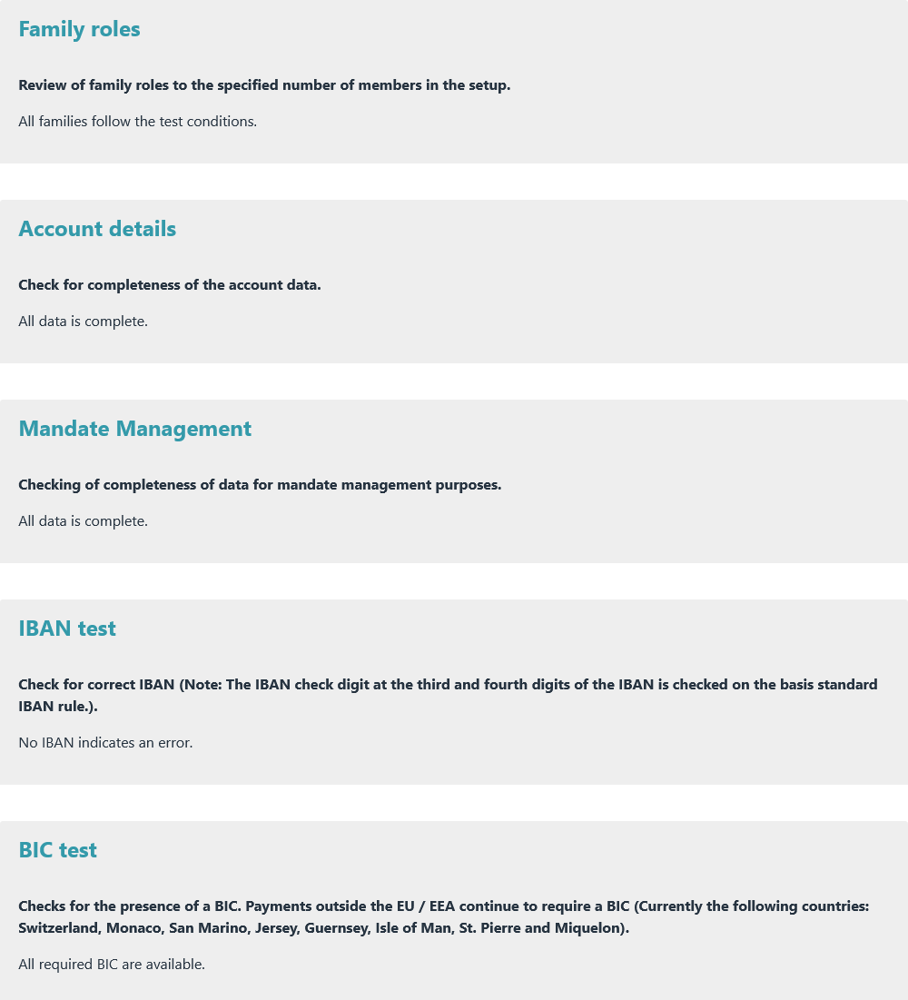 Family roles
Review of family roles to the specified number of members in the setup.
All families follow the test conditions.
Account details
Check for completeness of the account data.
All data is complete.
Mandate Management
Checking of completeness of data for mandate management purposes.
All data is complete.
IBAN test
Check for correct IBAN (Note: The IBAN check digit at the third and fourth digits of the IBAN is checked on the basis standard
IBAN rule.).
No IBAN indicates an error.
BIC test
Checks for the presence of a BIC. Payments outside the EU / EEA continue to require a BIC (Currently the following countries:
Switzerland, Monaco, San Marino, Jersey, Guernsey, Isle of Man, St. Pierre and Miquelon).
All required BIC are available.